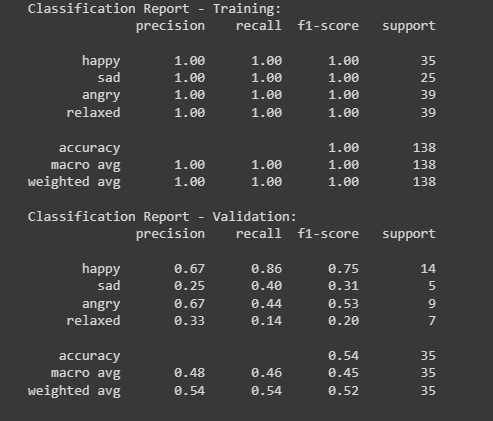 Classification Report - Training:
precision recall f1-score support
happy 1.00 1.00 1.00 35
sad 1.00 1.00 1.00 25
angry 1.00 1.00 1.00 39
relaxed 1.00 1.00 1.00 39
accuracy 1.00 138
macro avg 1.00 1.00 1.00 138
weighted avg 1.00 1.00 1.00 138
Classification Report - Validation:
precision recall f1-score support
happy 0.67 0.86 0.75 14
sad 0.25 0.40 0.31 5
angry 0.67 0.44 0.53 9
relaxed 0.33 0.14 0.20 7
accuracy 0.54 35
macro avg 0.48 0.46 0.45 35
weighted avg 0.54 0.54 0.52 35